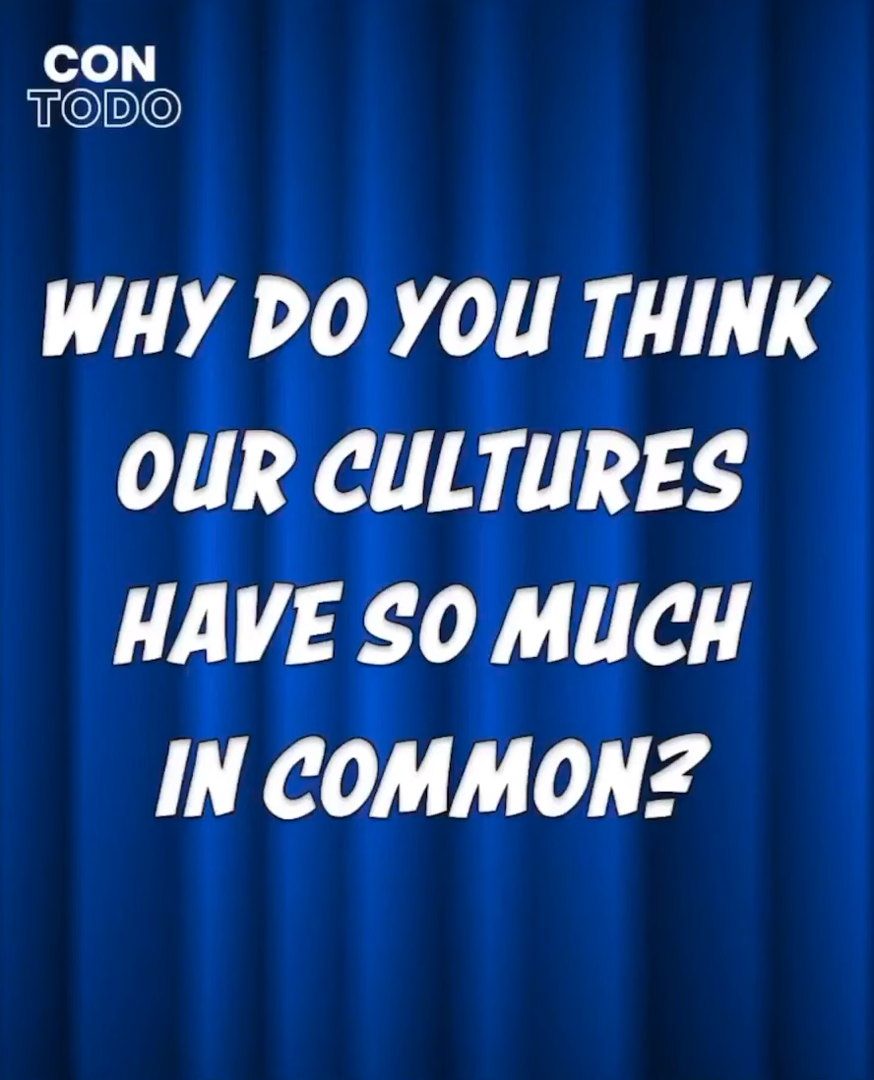 CON
TODO
WHY DO YOU THINK
OUR CULTURES
HAVE SO MUCH
IN COMMON?